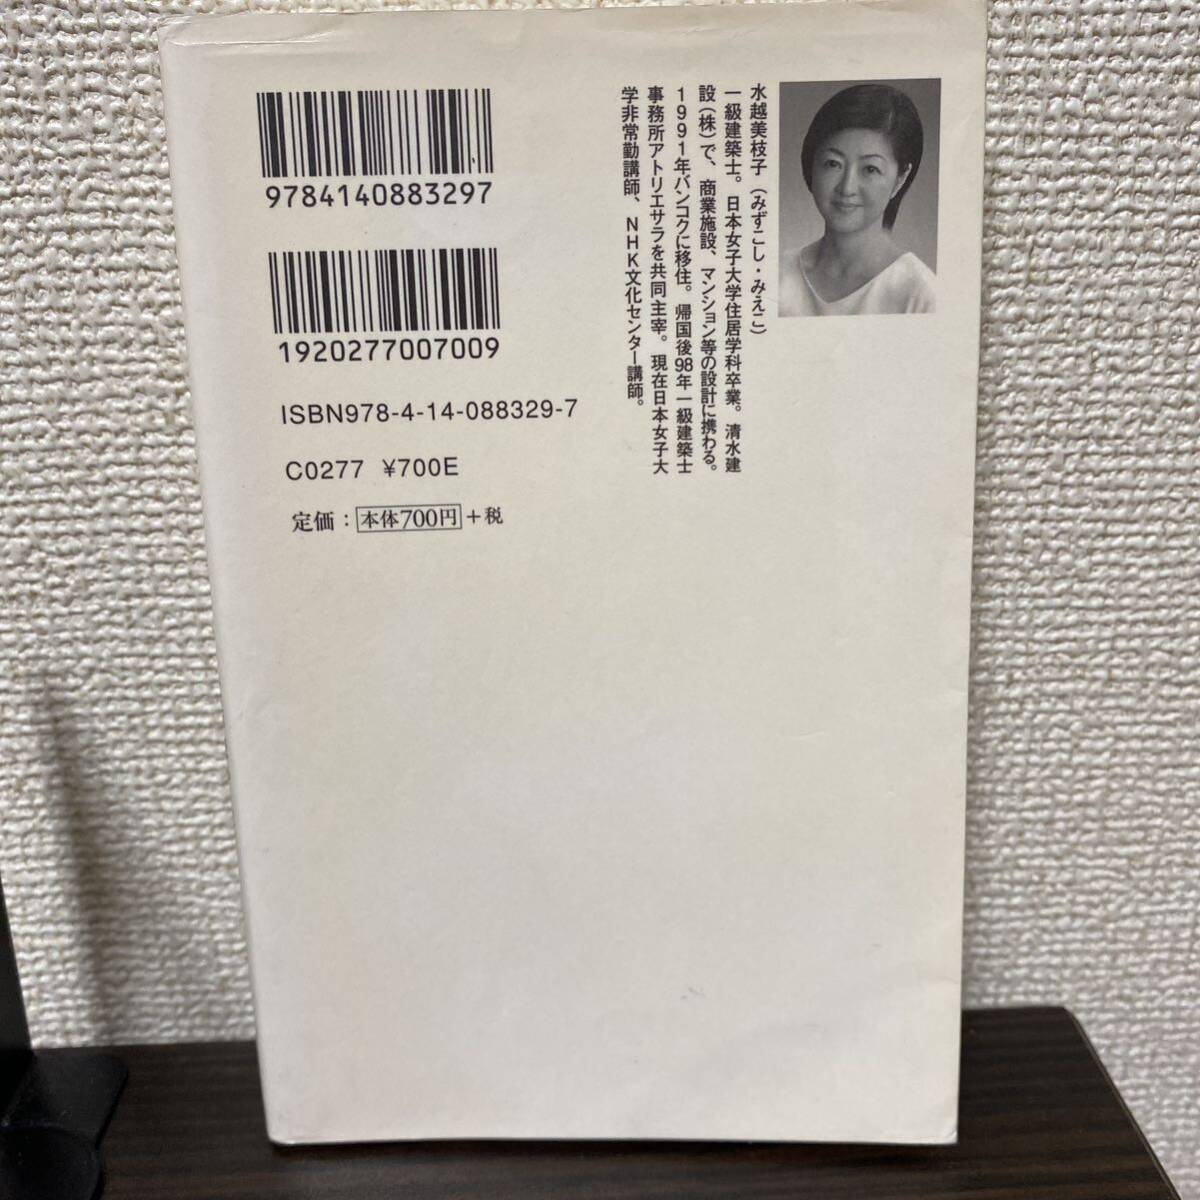 9784140883297
1920277007009
ISBN978-4-14-088329-7
C0277 ¥700E
定価：本体700円+税
水越美枝子（みずこし・みえこ）
一級建築士。日本女子大学住居学科卒業。清水建
設(株)で、商業施設、マンション等の設計に携わる。
1991年バンコクに移住。帰国後98年一級建築士
事務所アトリエサラを共同主宰。現在日本女子大
学非常勤講師、NHK文化センター講師。